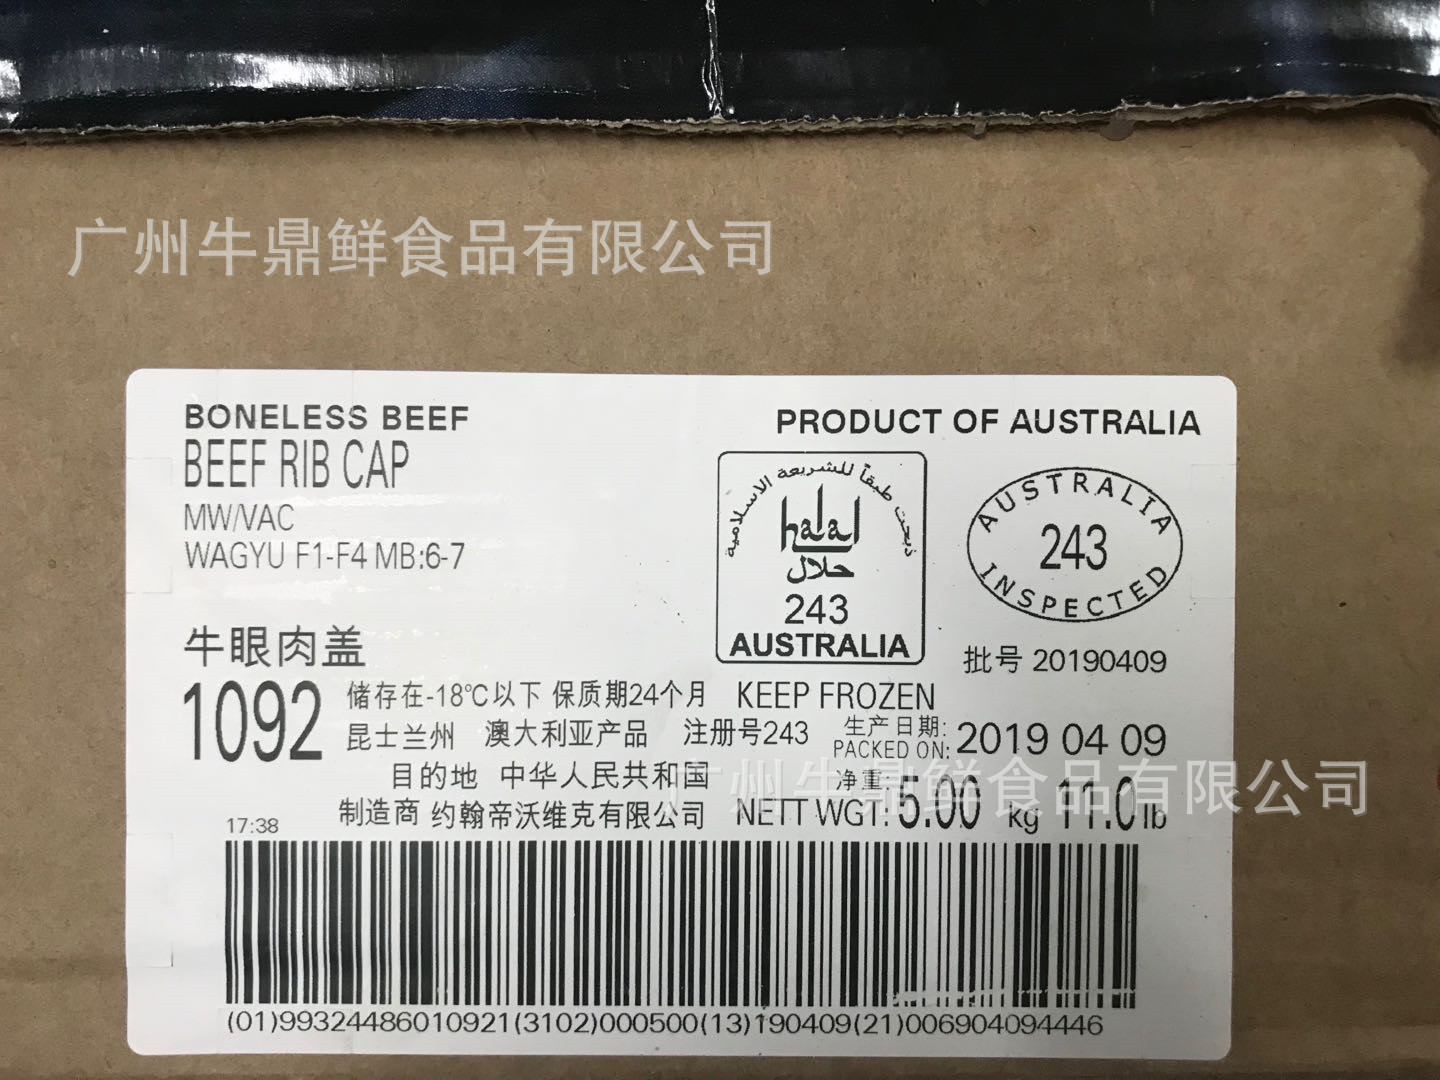 广州牛鼎鲜食品有限公司
BONELESS BEEF
BEEF RIB CAP
MW/VAC
WAGYU F1-F4 MB:6-7
PRODUCT OF AUSTRALIA
ذبحت طبقاً للشريعة الاسلامية
halal
حلال
243
AUSTRALIA
AUSTRALIA
243
INSPECTED
牛眼肉盖
批号 20190409
1092
储存在-18℃以下 保质期24个月 KEEP FROZEN
昆士兰州 澳大利亚产品 注册号243
生产日期:
PACKED ON: 2019 04 09
目的地 中华人民共和国
净重:
制造商 约翰帝沃维克有限公司 NETT WGT: 5.00 kg 11.0 lb
广州牛鼎鲜食品有限公司
17:38
(01)99324486010921(3102)000500(13)190409(21)006904094446